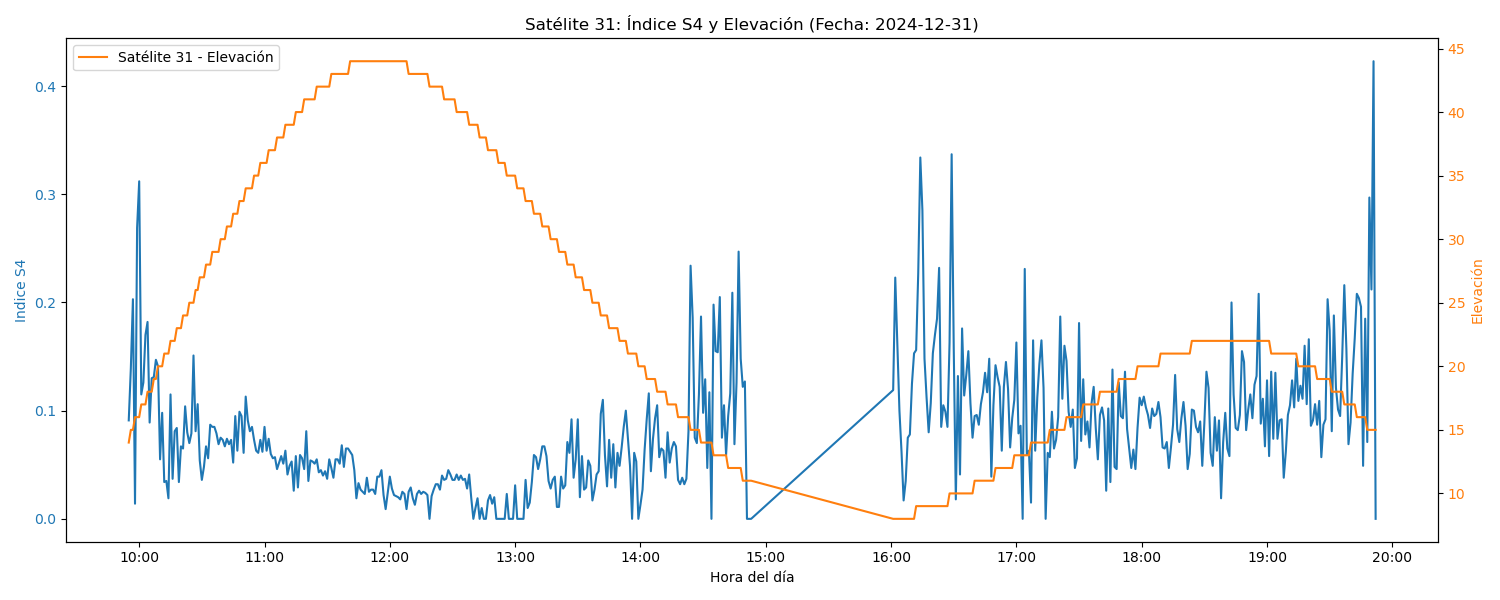 Satélite 31: Índice S4 y Elevación (Fecha: 2024-12-31)
Satélite 31 - Elevación
Indice S4
0.4
0.3
0.2
0.1
0.0
45
40
35
30
25
20
15
10
Elevación
10:00 11:00 12:00 13:00 14:00 15:00 16:00 17:00 18:00 19:00 20:00
Hora del día